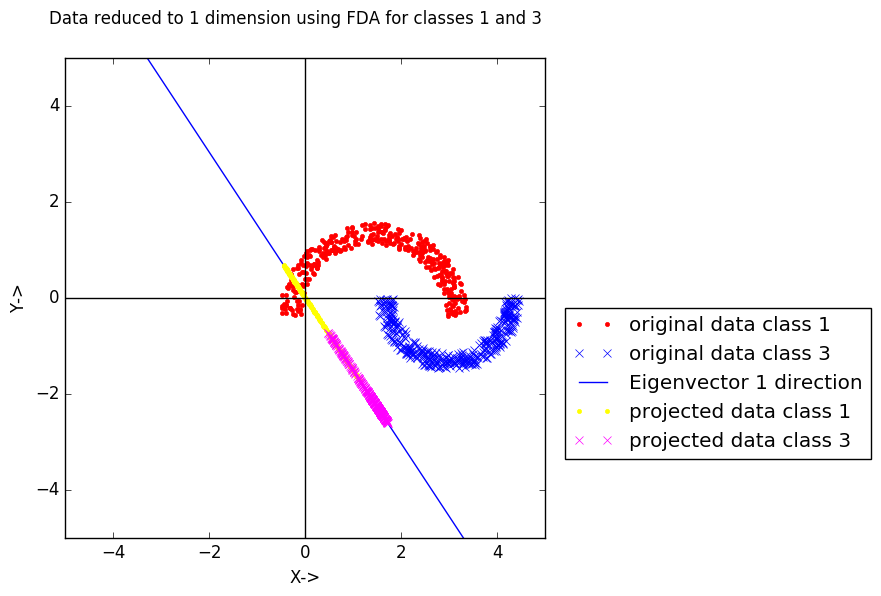 Data reduced to 1 dimension using FDA for classes 1 and 3
4
2
0
−2
−4
Y->
−4 −2 0 2 4
X->
original data class 1
original data class 3
Eigenvector 1 direction
projected data class 1
projected data class 3